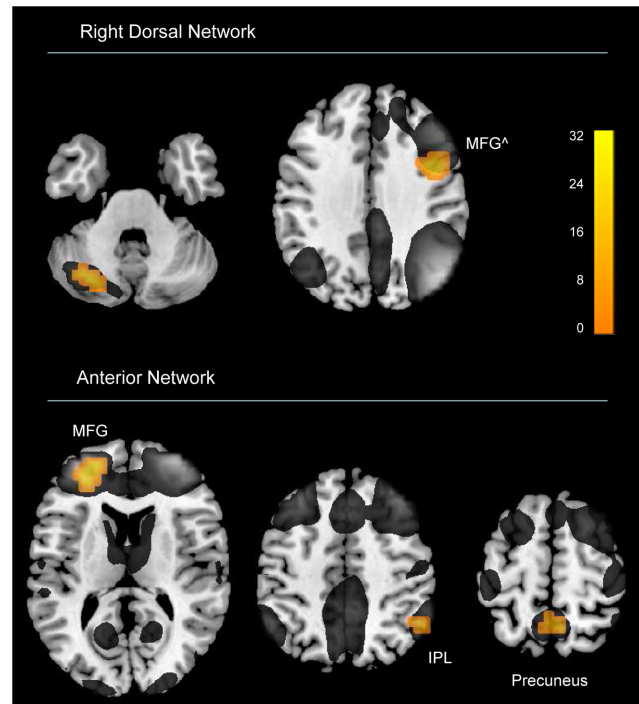 Right Dorsal Network
MFG^
32
24
16
8
0
Anterior Network
MFG
IPL
Precuneus